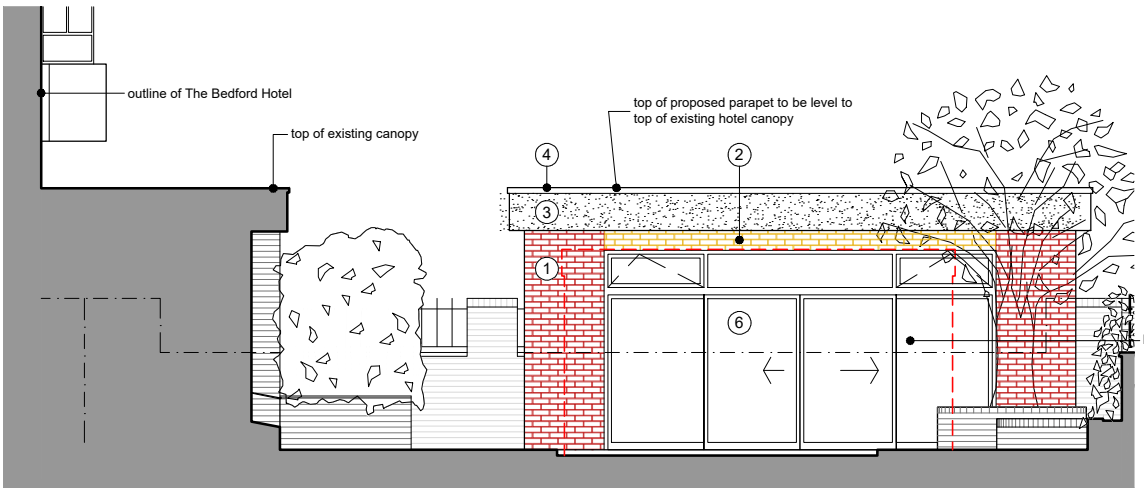 outline of The Bedford Hotel
top of existing canopy
top of proposed parapet to be level to
top of existing hotel canopy
4
2
3
1
6